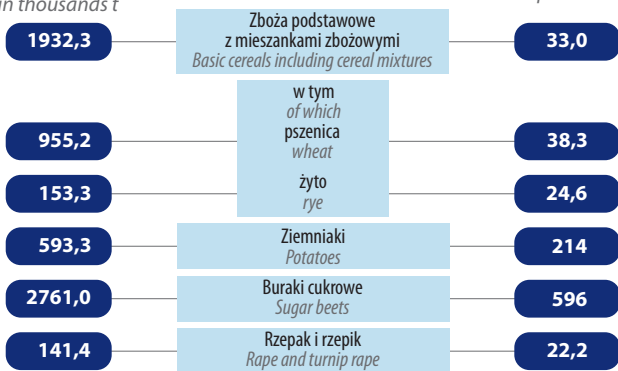 in thousands t
Zboża podstawowe
1932,3 z mieszankami zbożowymi 33,0
Basic cereals including cereal mixtures
w tym
of which
955,2 pszenica 38,3
wheat
153,3 żyto 24,6
rye
593,3 Ziemniaki 214
Potatoes
2761,0 Buraki cukrowe 596
Sugar beets
141,4 Rzepak i rzepik 22,2
Rape and turnip rape